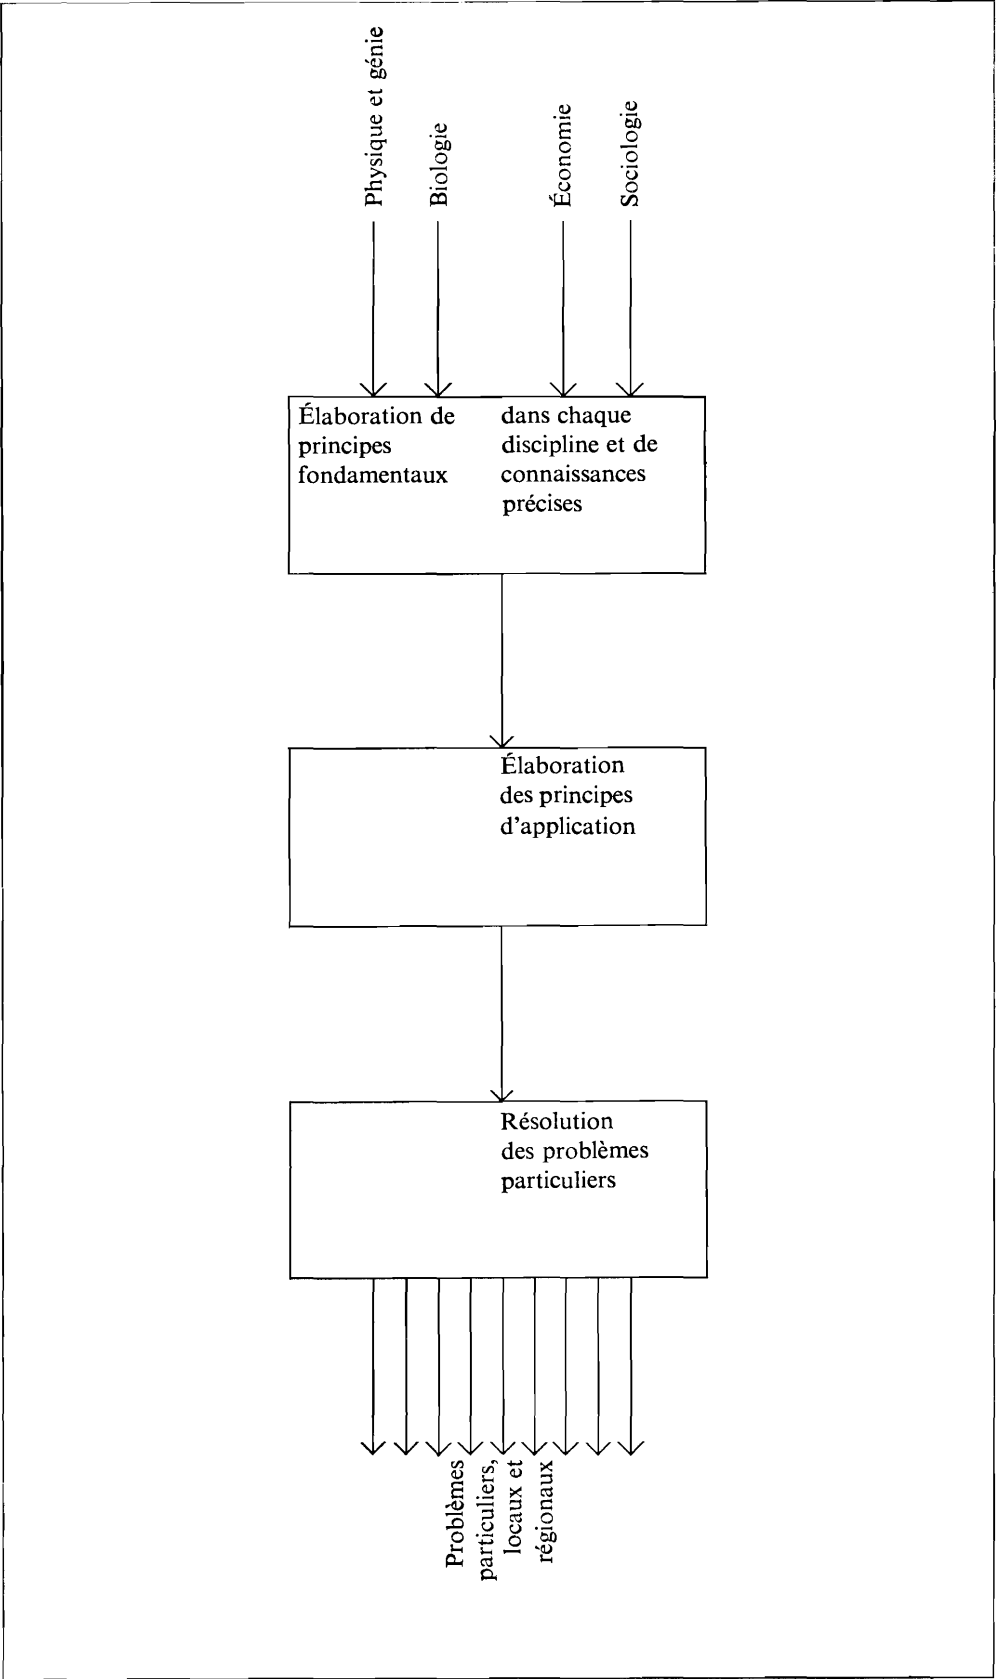 Physique et génie
Biologie
Économie
Sociologie
Élaboration de
principes
fondamentaux
dans chaque
discipline et de
connaissances
précises
Élaboration
des principes
d'application
Résolution
des problèmes
particuliers
Problèmes
particuliers,
locaux et
régionaux